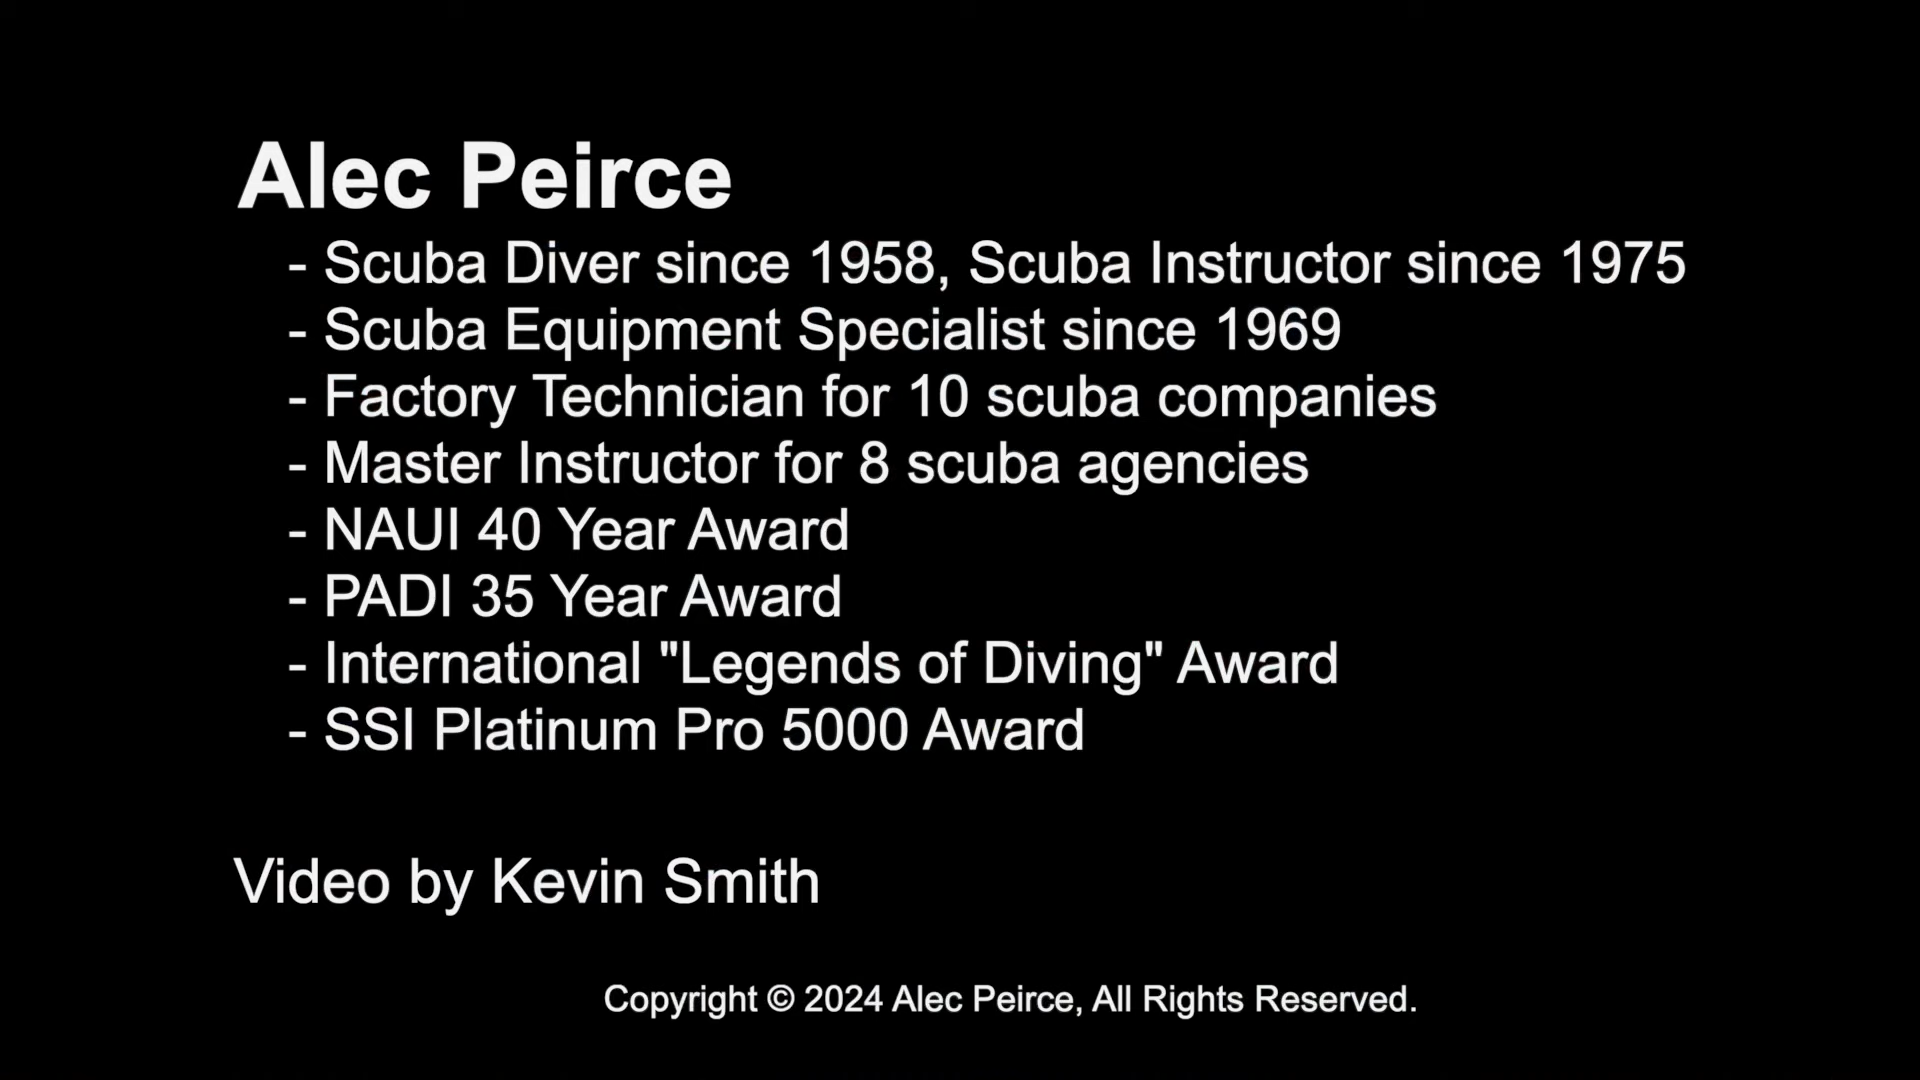 Alec Peirce
- Scuba Diver since 1958, Scuba Instructor since 1975
- Scuba Equipment Specialist since 1969
- Factory Technician for 10 scuba companies
- Master Instructor for 8 scuba agencies
- NAUI 40 Year Award
- PADI 35 Year Award
- International "Legends of Diving" Award
- SSI Platinum Pro 5000 Award
Video by Kevin Smith
Copyright © 2024 Alec Peirce, All Rights Reserved.